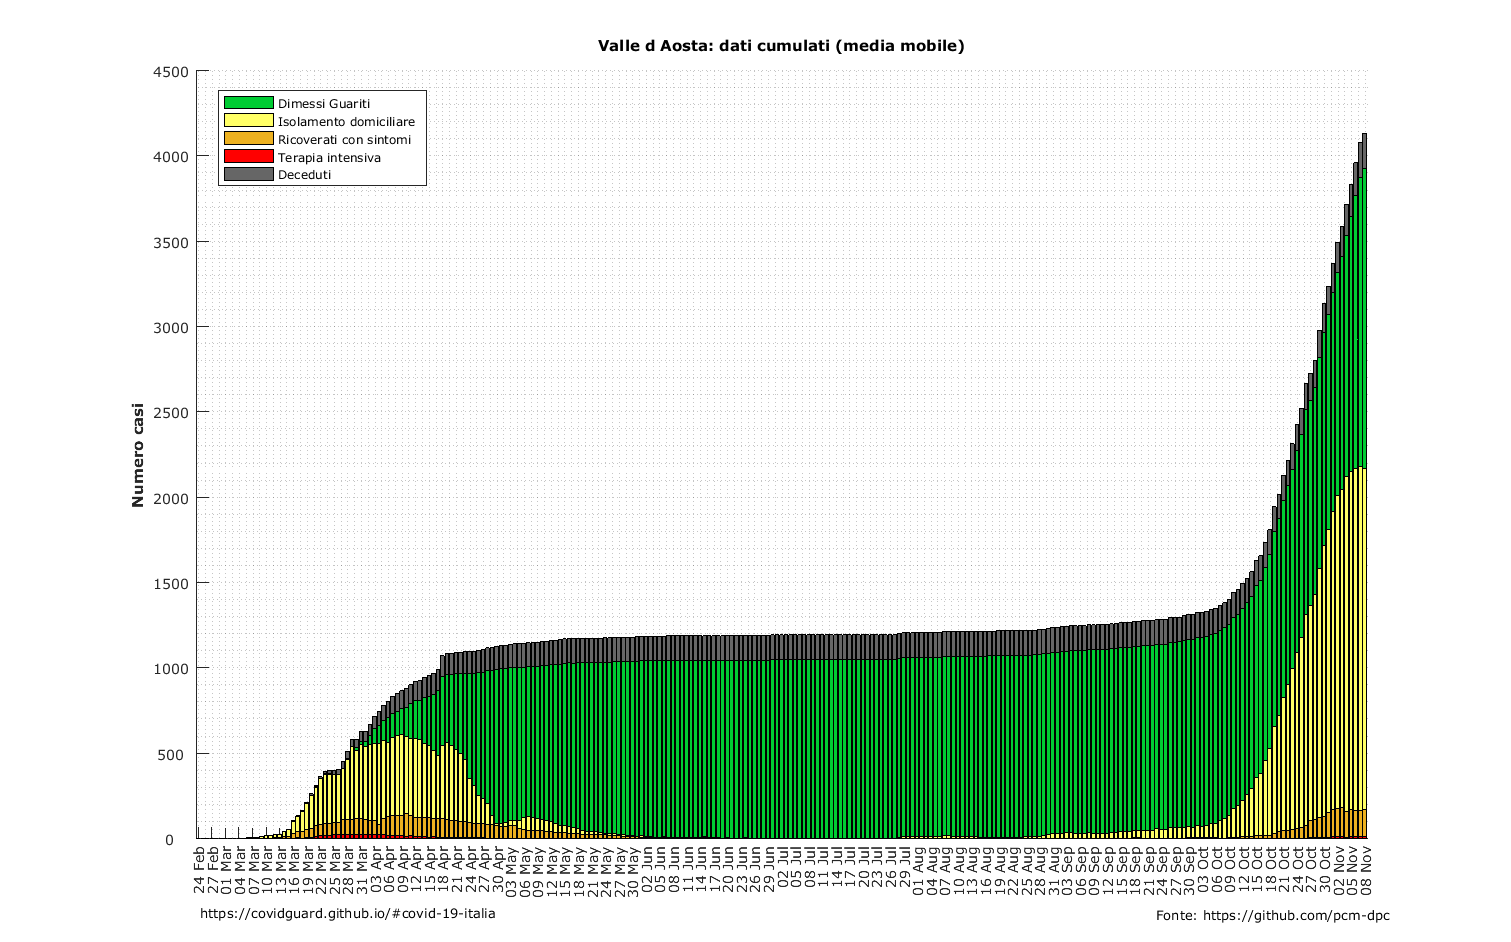 Valle d Aosta: dati cumulati (media mobile)
4500
4000
3500
3000
2500
2000
1500
1000
500
0
Numero casi
Dimessi Guariti
Isolamento domiciliare
Ricoverati con sintomi
Terapia intensiva
Deceduti
24 Feb
27 Feb
01 Mar
04 Mar
07 Mar
10 Mar
13 Mar
16 Mar
19 Mar
22 Mar
25 Mar
28 Mar
31 Mar
03 Apr
06 Apr
09 Apr
12 Apr
15 Apr
18 Apr
21 Apr
24 Apr
27 Apr
30 Apr
03 May
06 May
09 May
12 May
15 May
18 May
21 May
24 May
27 May
30 May
02 Jun
05 Jun
08 Jun
11 Jun
14 Jun
17 Jun
20 Jun
23 Jun
26 Jun
29 Jun
02 Jul
05 Jul
08 Jul
11 Jul
14 Jul
17 Jul
20 Jul
23 Jul
26 Jul
29 Jul
01 Aug
04 Aug
07 Aug
10 Aug
13 Aug
16 Aug
19 Aug
22 Aug
25 Aug
28 Aug
31 Aug
03 Sep
06 Sep
09 Sep
12 Sep
15 Sep
18 Sep
21 Sep
24 Sep
27 Sep
30 Sep
03 Oct
06 Oct
09 Oct
12 Oct
15 Oct
18 Oct
21 Oct
24 Oct
27 Oct
30 Oct
02 Nov
05 Nov
08 Nov
https://covidguard.github.io/#covid-19-italia
Fonte: https://github.com/pcm-dpc